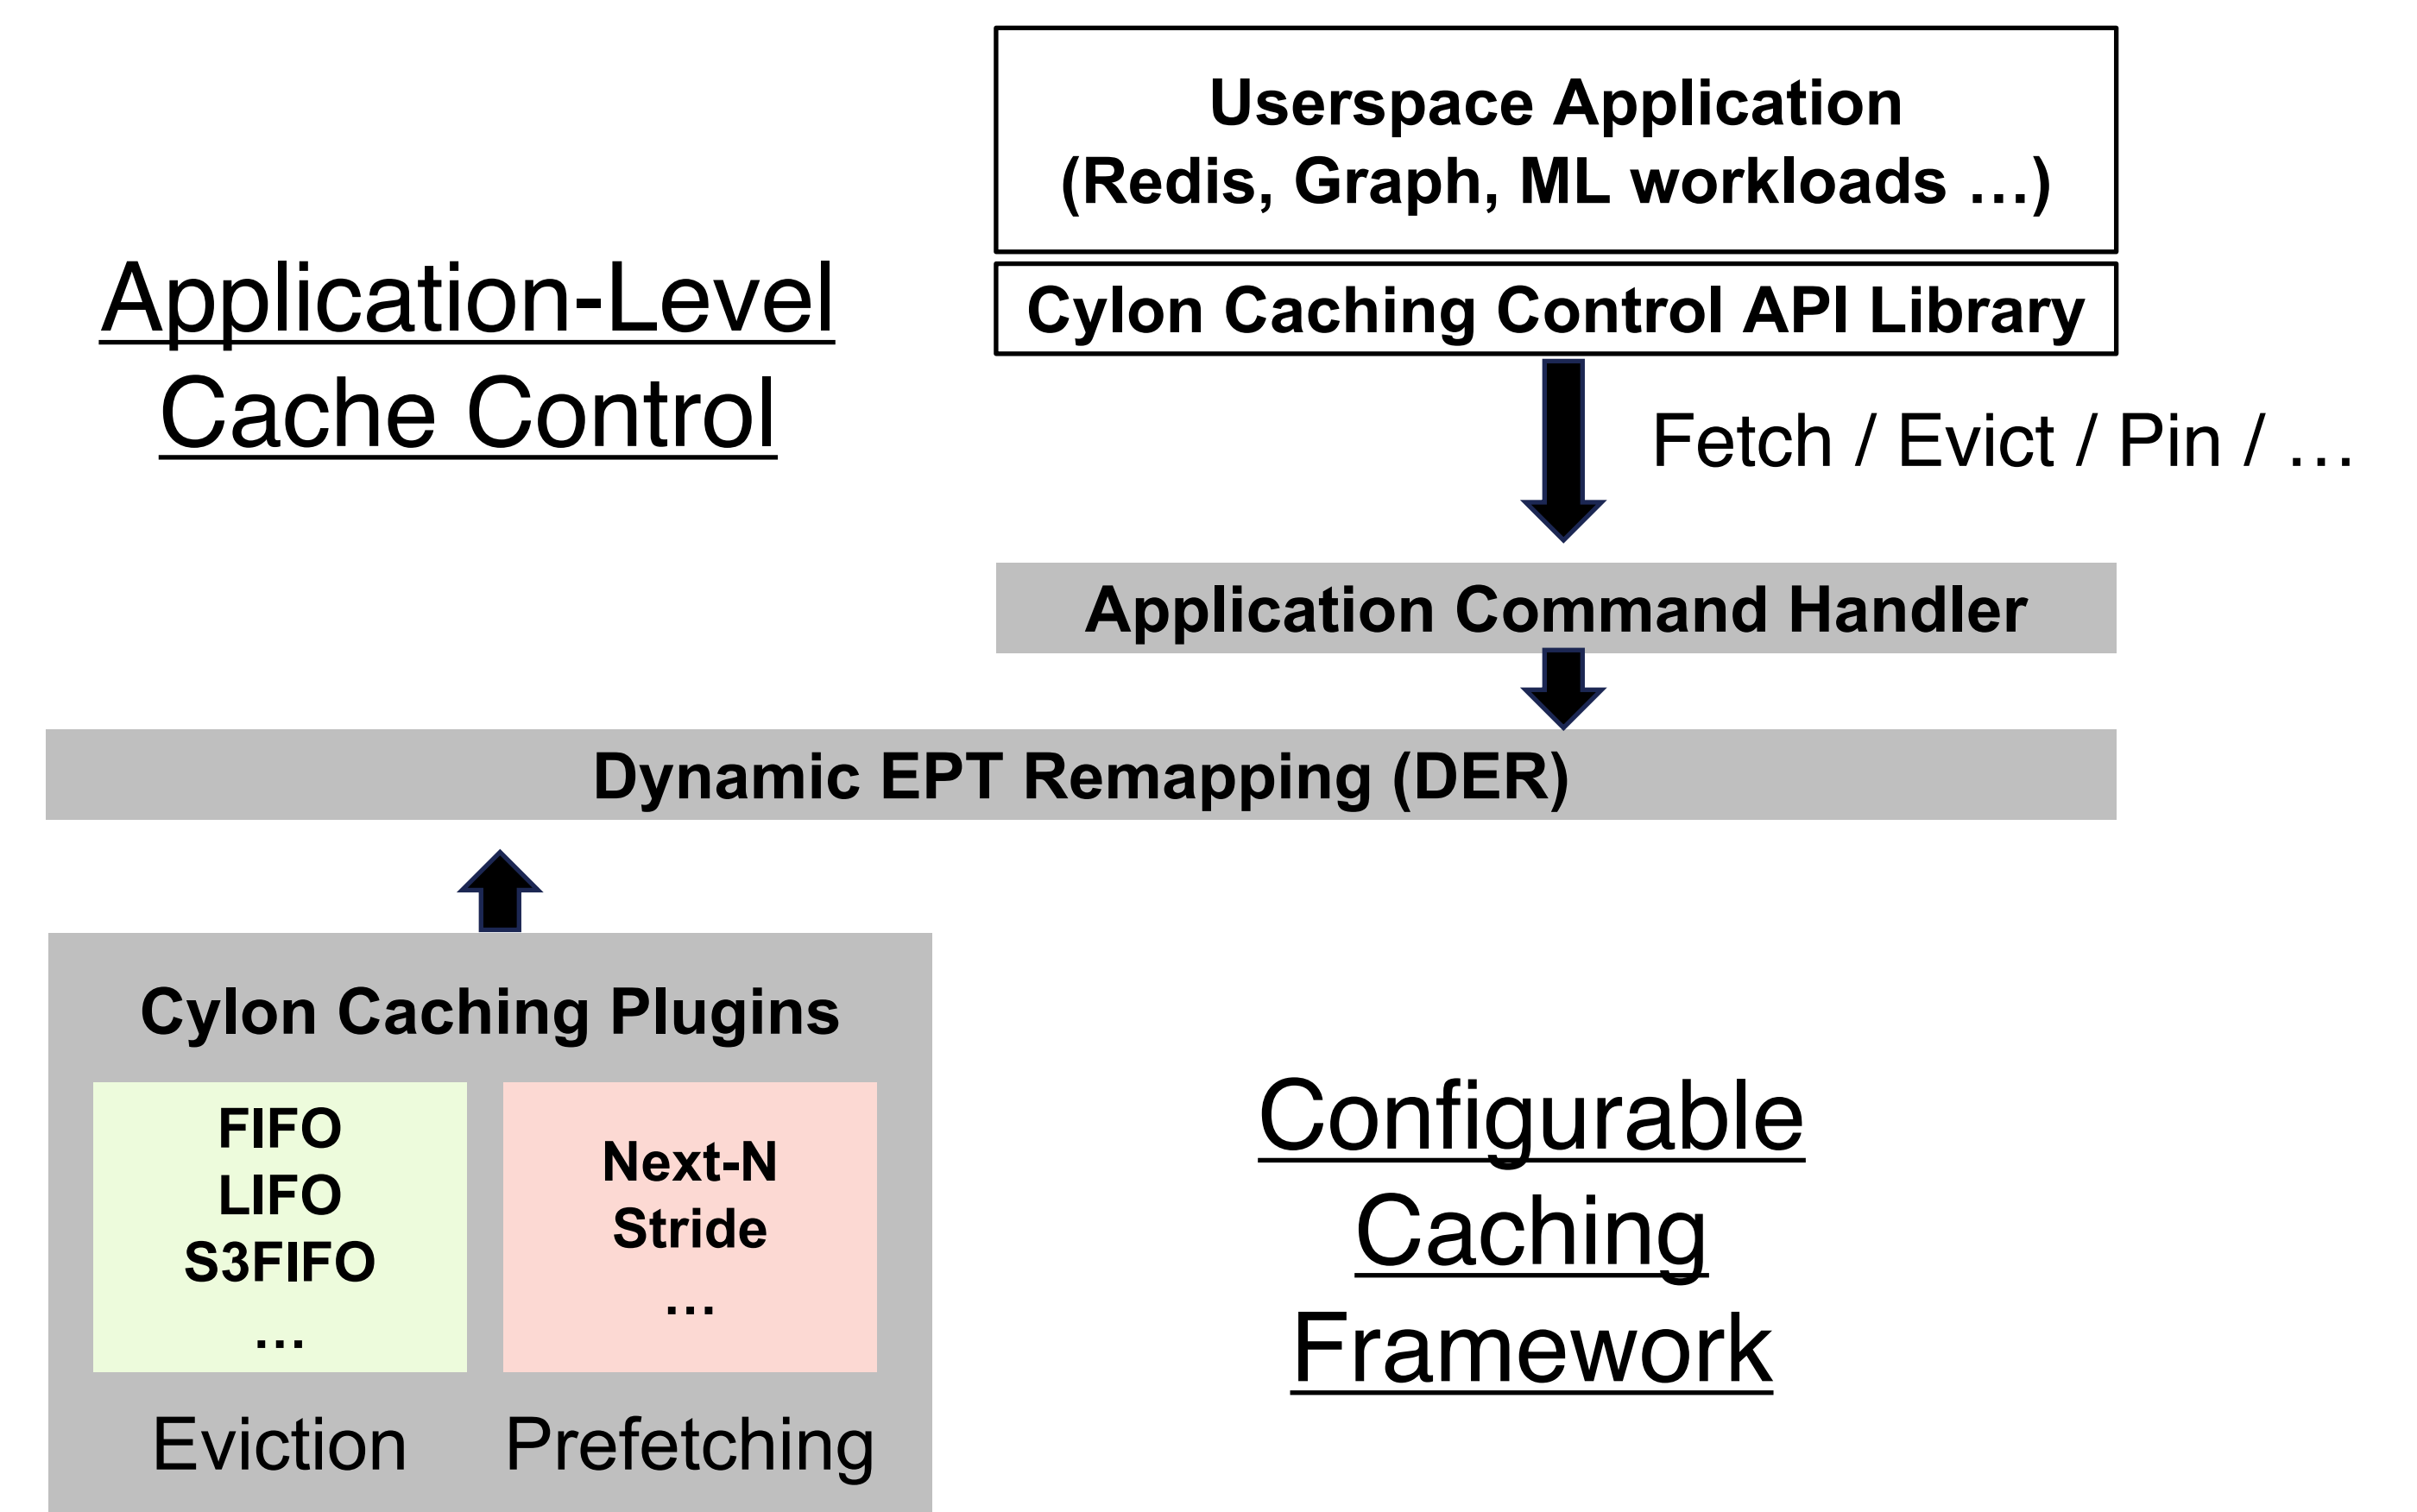 Userspace Application
(Redis, Graph, ML workloads ...)
Cylon Caching Control API Library
Application-Level
Cache Control
Fetch / Evict / Pin / ...
Application Command Handler
Dynamic EPT Remapping (DER)
Cylon Caching Plugins
FIFO
LIFO
S3FIFO
...
Eviction
Next-N
Stride
...
Prefetching
Configurable
Caching
Framework